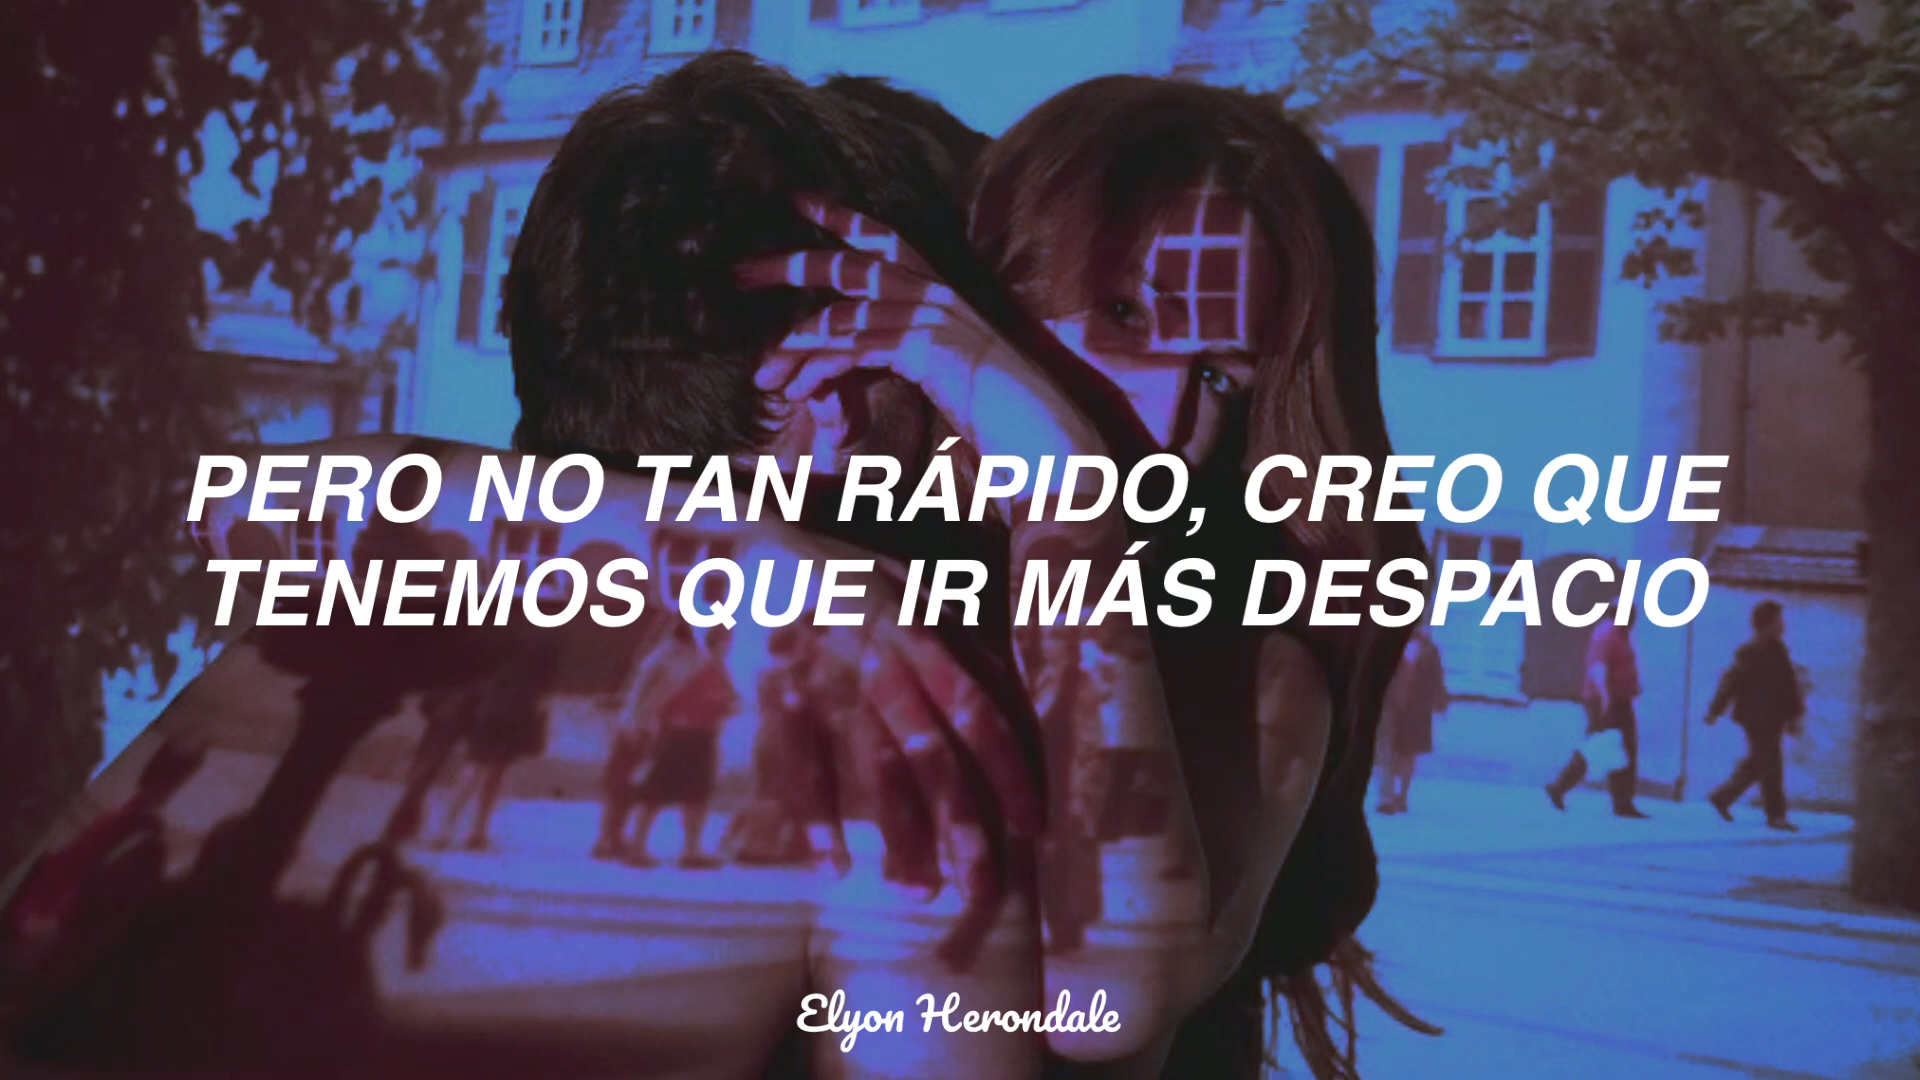 PERO NO TAN RÁPIDO, CREO QUE
TENEMOS QUE IR MÁS DESPACIO
Elyon Herondale